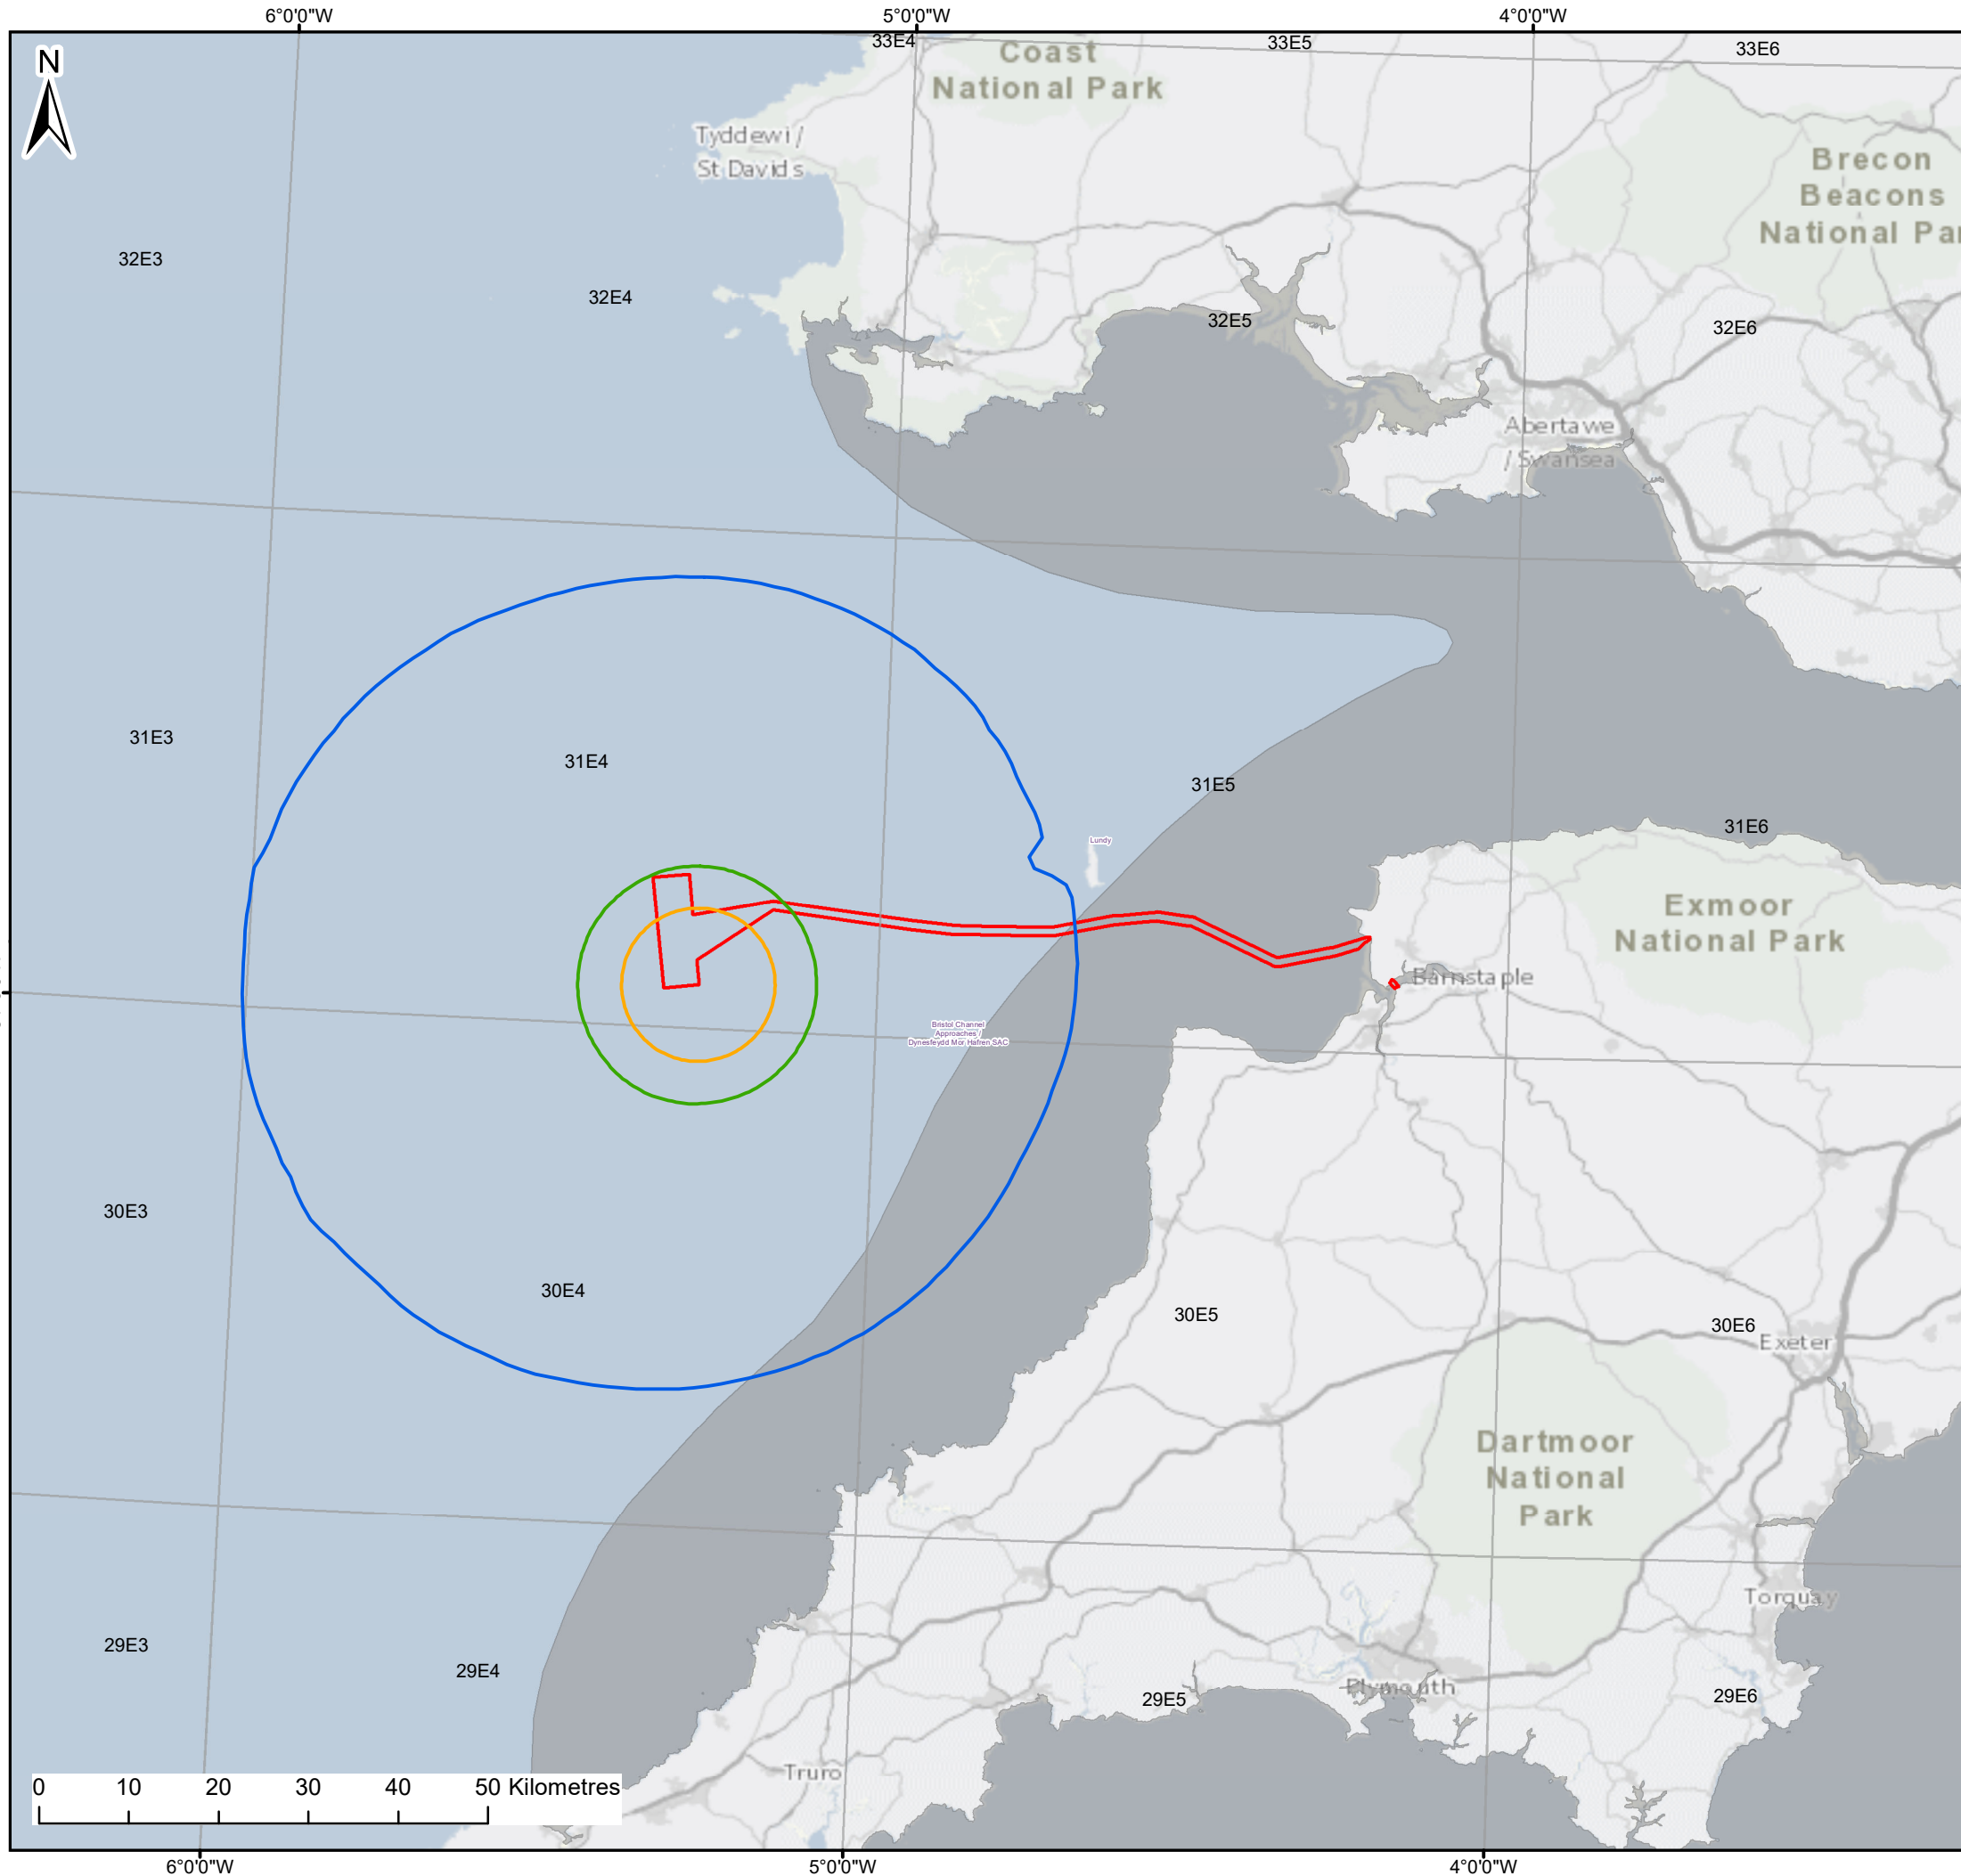 6°0'0"W
5°0'0"W
4°0'0"W
N
33E4
33E5
33E6
Coast
National Park
Tyddewi /
St Davids
Brecon
Beacons
National Par
32E3
32E4
32E5
32E6
Abertawe
/ Swansea
31E3
31E4
31E5
31E6
Lundy
Exmoor
National Park
Barnstaple
Bristol Channel
Approaches /
Dynesfeydd Môr Hafren SAC
30E3
30E4
30E5
30E6
Exeter
Dartmoor
National
Park
Torquay
29E3
29E4
29E5
29E6
Plymouth
Truro
0 10 20 30 40 50 Kilometres
6°0'0"W
5°0'0"W
4°0'0"W